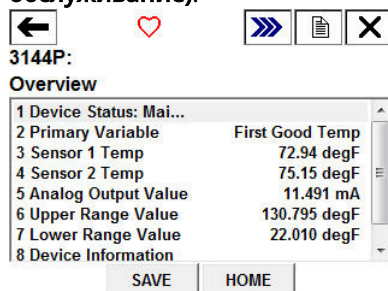 обслуживание).
3144P:
Overview
1 Device Status: Mai...
2 Primary Variable First Good Temp
3 Sensor 1 Temp 72.94 degF
4 Sensor 2 Temp 75.15 degF
5 Analog Output Value 11.491 mA
6 Upper Range Value 130.795 degF
7 Lower Range Value 22.010 degF
8 Device Information
SAVE HOME